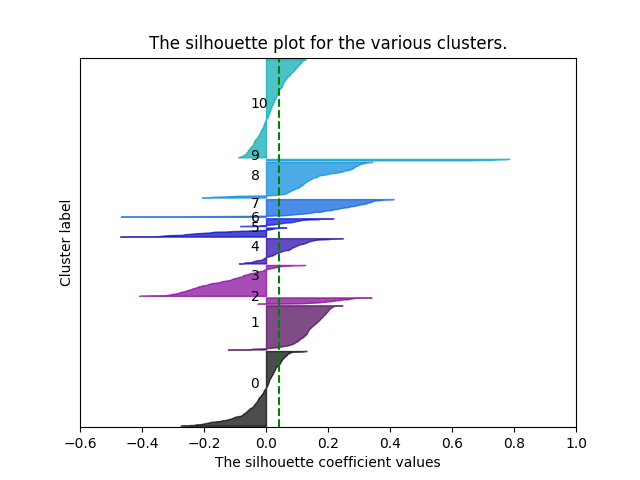 The silhouette plot for the various clusters.
10
9
8
7
6
5
4
3
2
1
0
Cluster label
−0.6 −0.4 −0.2 0.0 0.2 0.4 0.6 0.8 1.0
The silhouette coefficient values